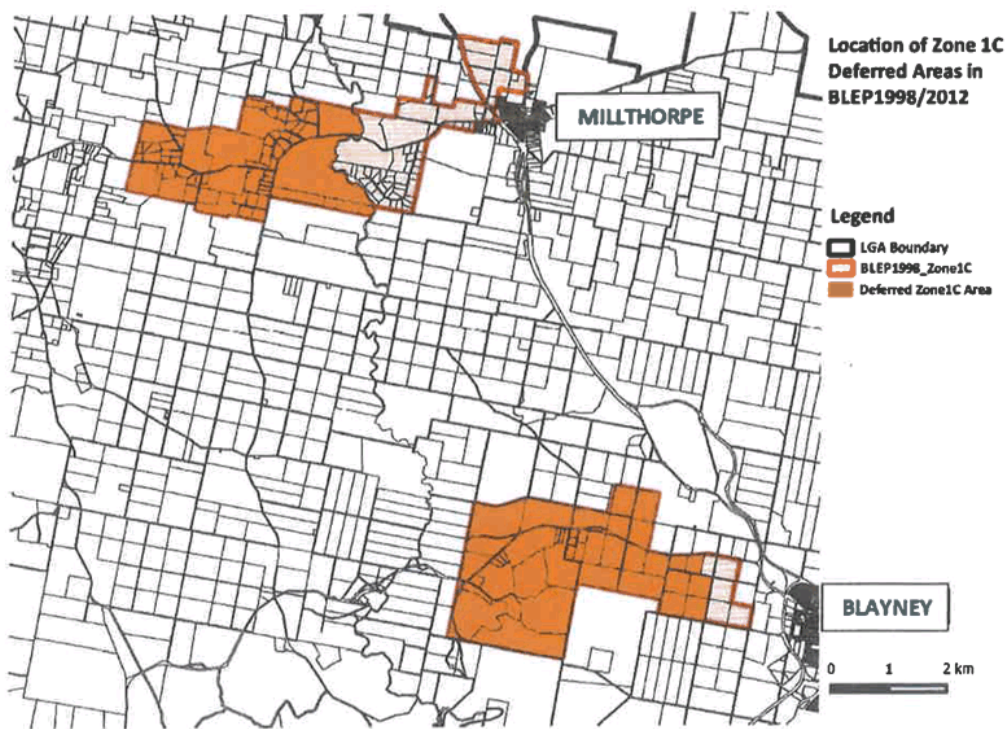 Location of Zone 1C
Deferred Areas in
BLEP1998/2012
MILLTHORPE
Legend
LGA Boundary
BLEP1998_Zone1C
Deferred Zone1C Area
BLAYNEY
0 1 2 km